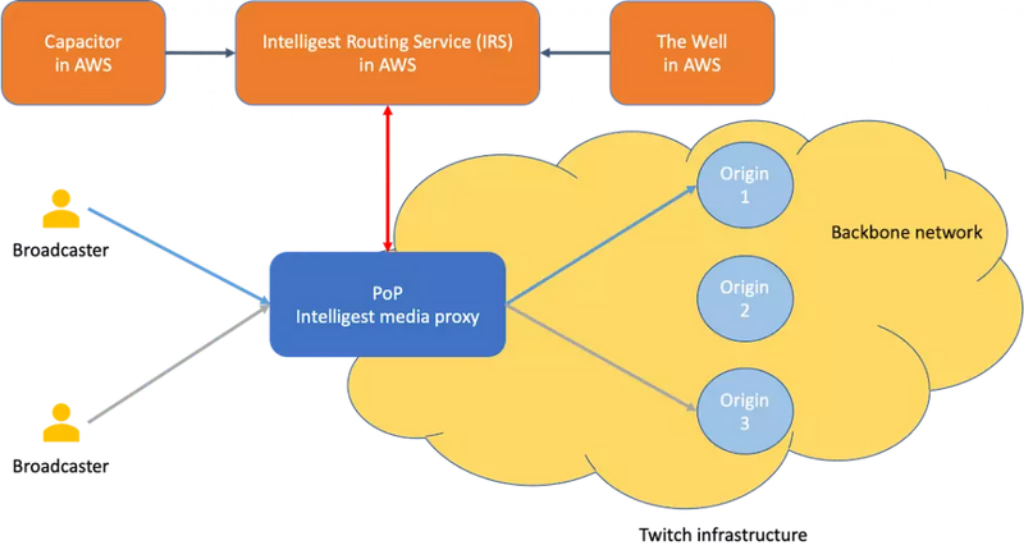 Capacitor
in AWS
Intelligest Routing Service (IRS)
in AWS
The Well
in AWS
Broadcaster
PoP
Intelligest media proxy
Origin
1
Backbone network
Origin
2
Origin
3
Broadcaster
Twitch infrastructure